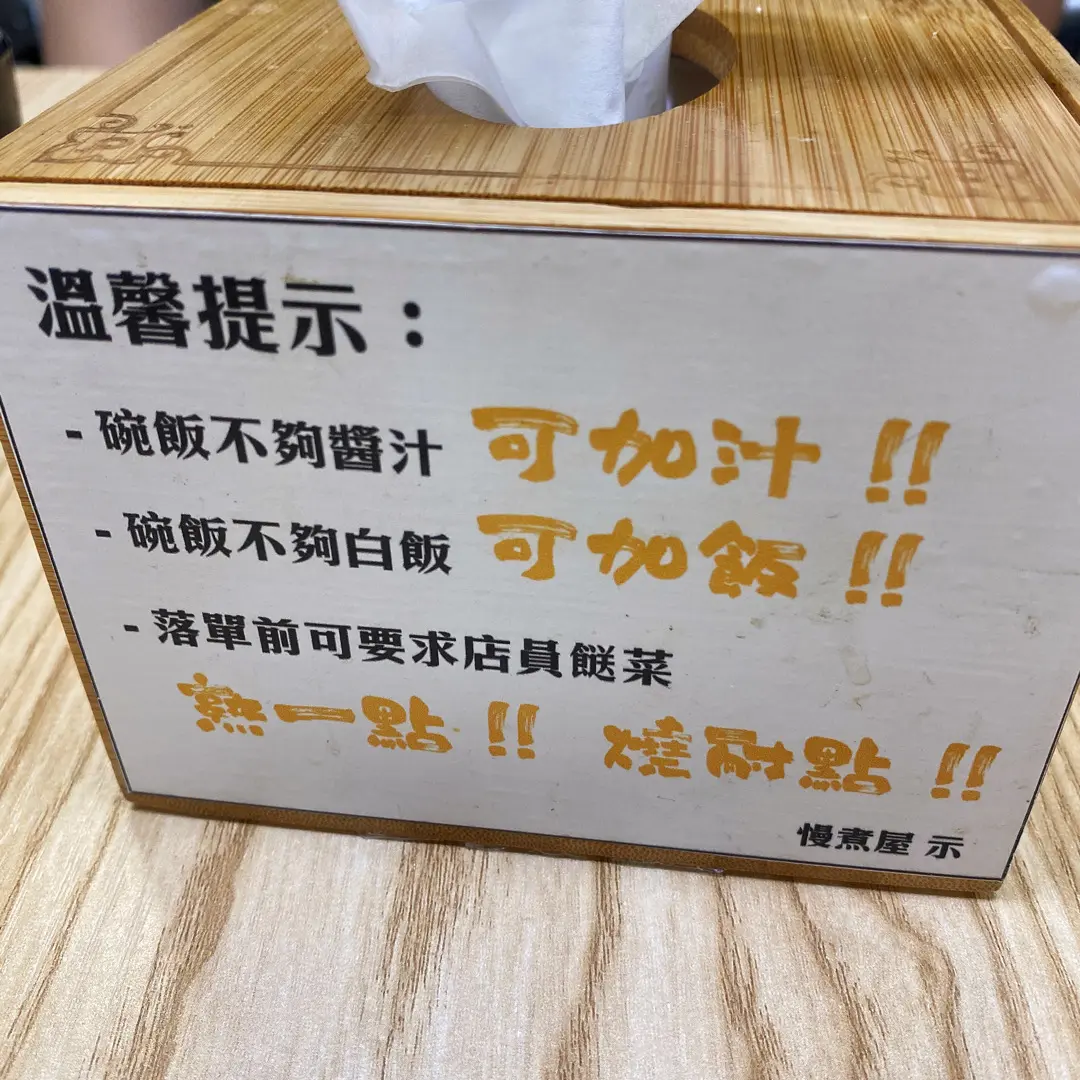 溫馨提示：
- 碗飯不夠醬汁 可加汁!!
- 碗飯不夠白飯 可加飯!!
- 落單前可要求店員餸菜
熟一點!! 燒耐點!!
慢煮屋 示